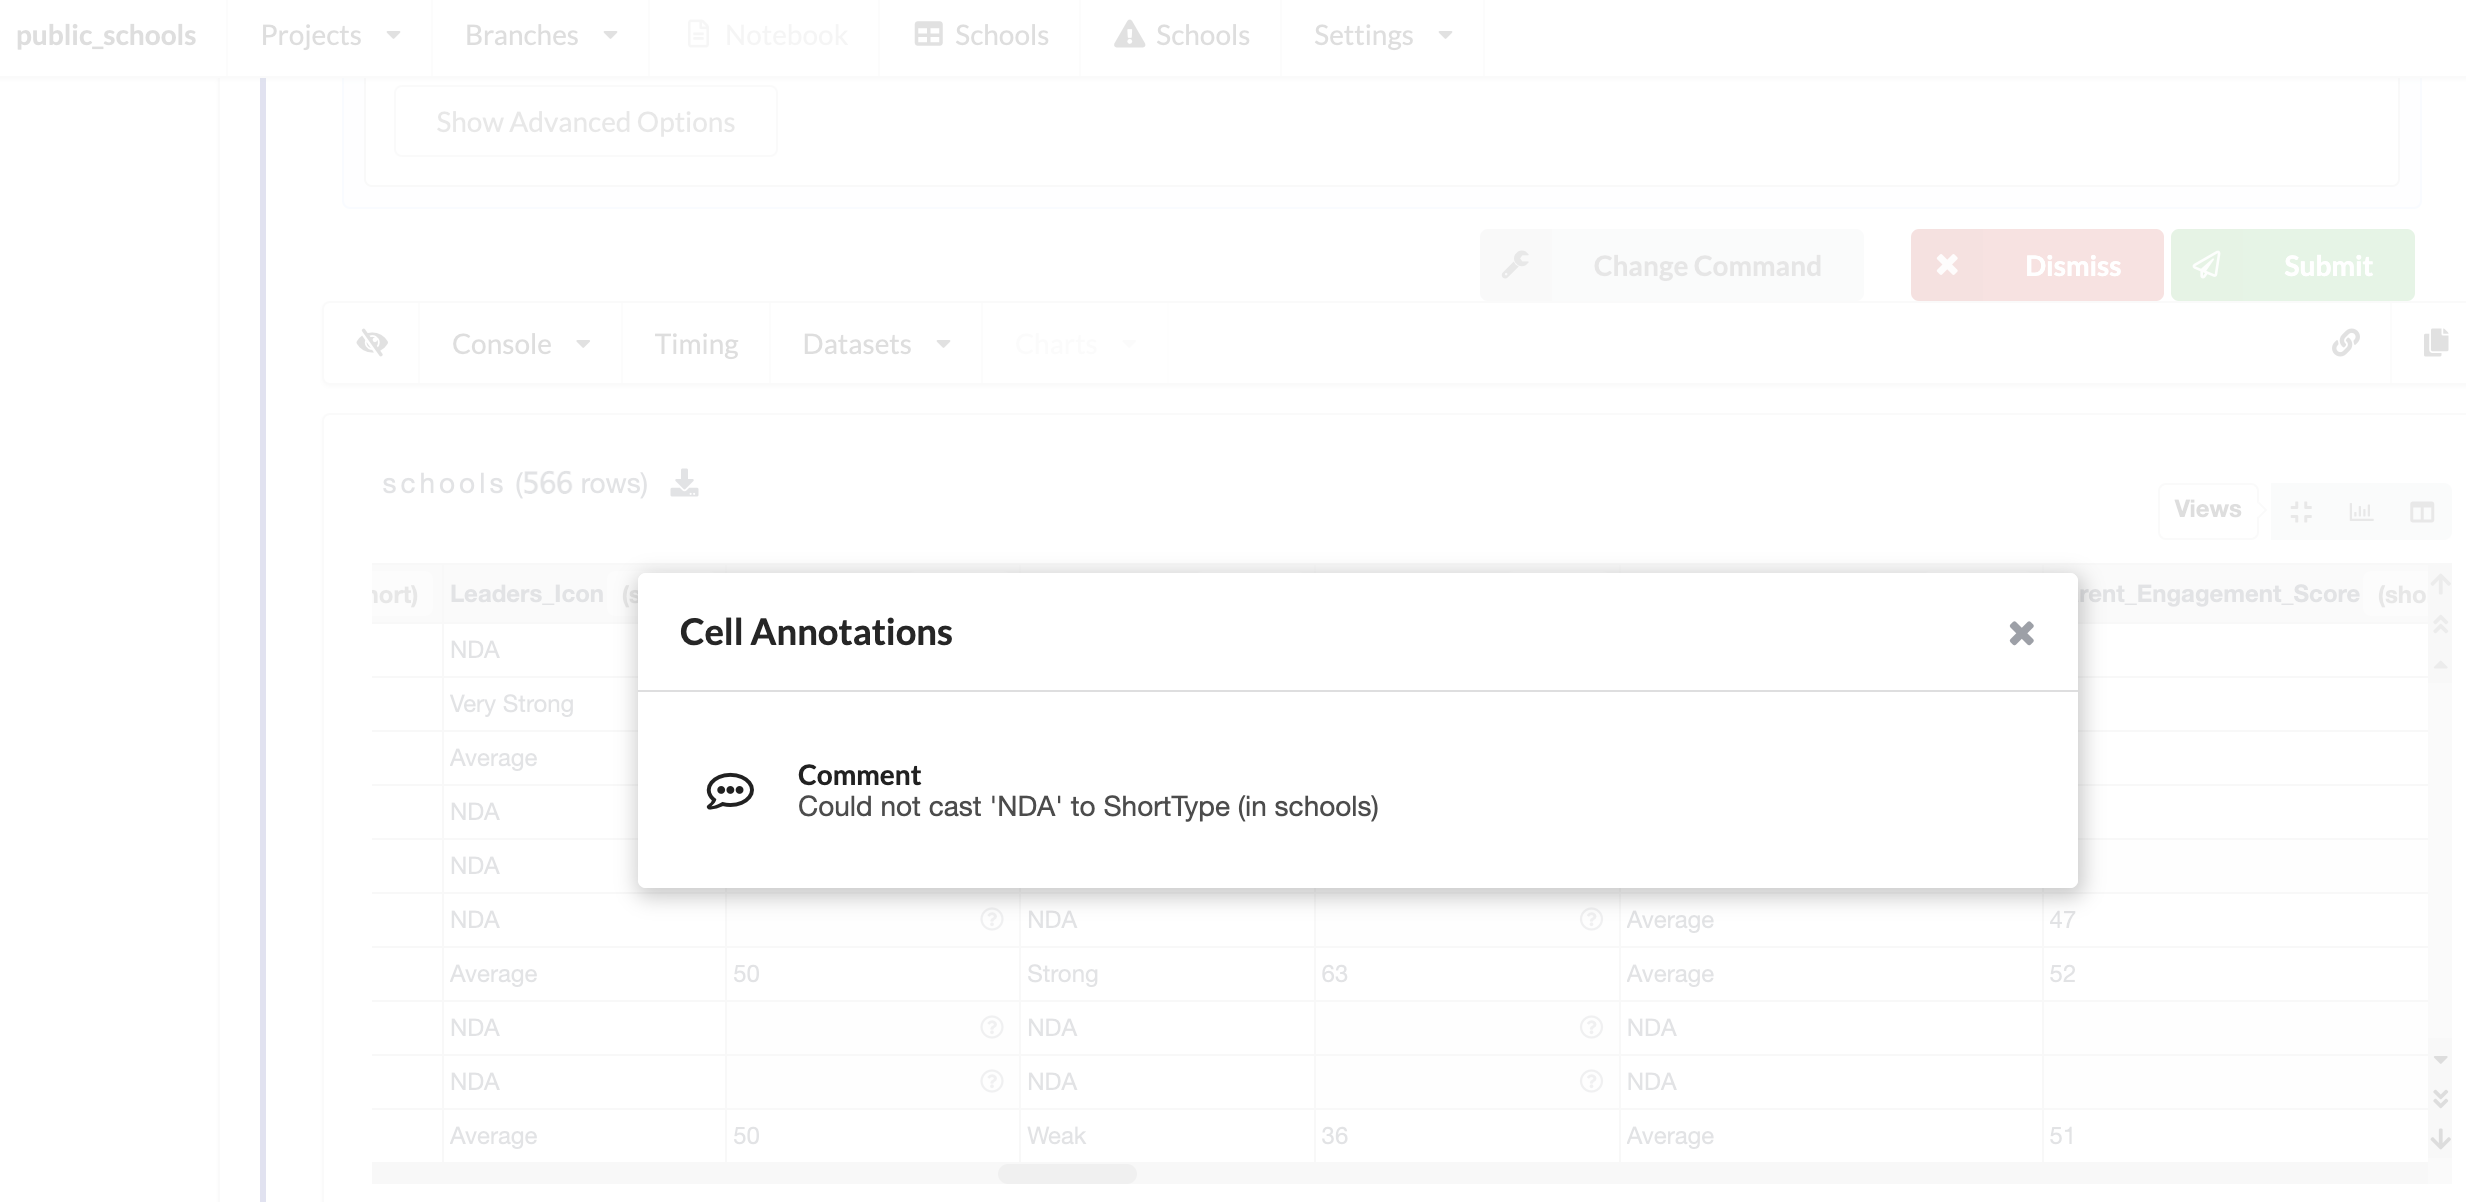 public_schools Projects Branches Notebook Schools Schools Settings
Show Advanced Options
Change Command Dismiss Submit
Console Timing Datasets Charts
schools (566 rows)
Views
Leaders_Icon
rent_Engagement_Score (sho
Cell Annotations
Comment
Could not cast 'NDA' to ShortType (in schools)
NDA
Very Strong
Average
NDA
NDA
NDA NDA Average 47
Average 50 Strong 63 Average 52
NDA NDA NDA
NDA NDA NDA
Average 50 Weak 36 Average 51